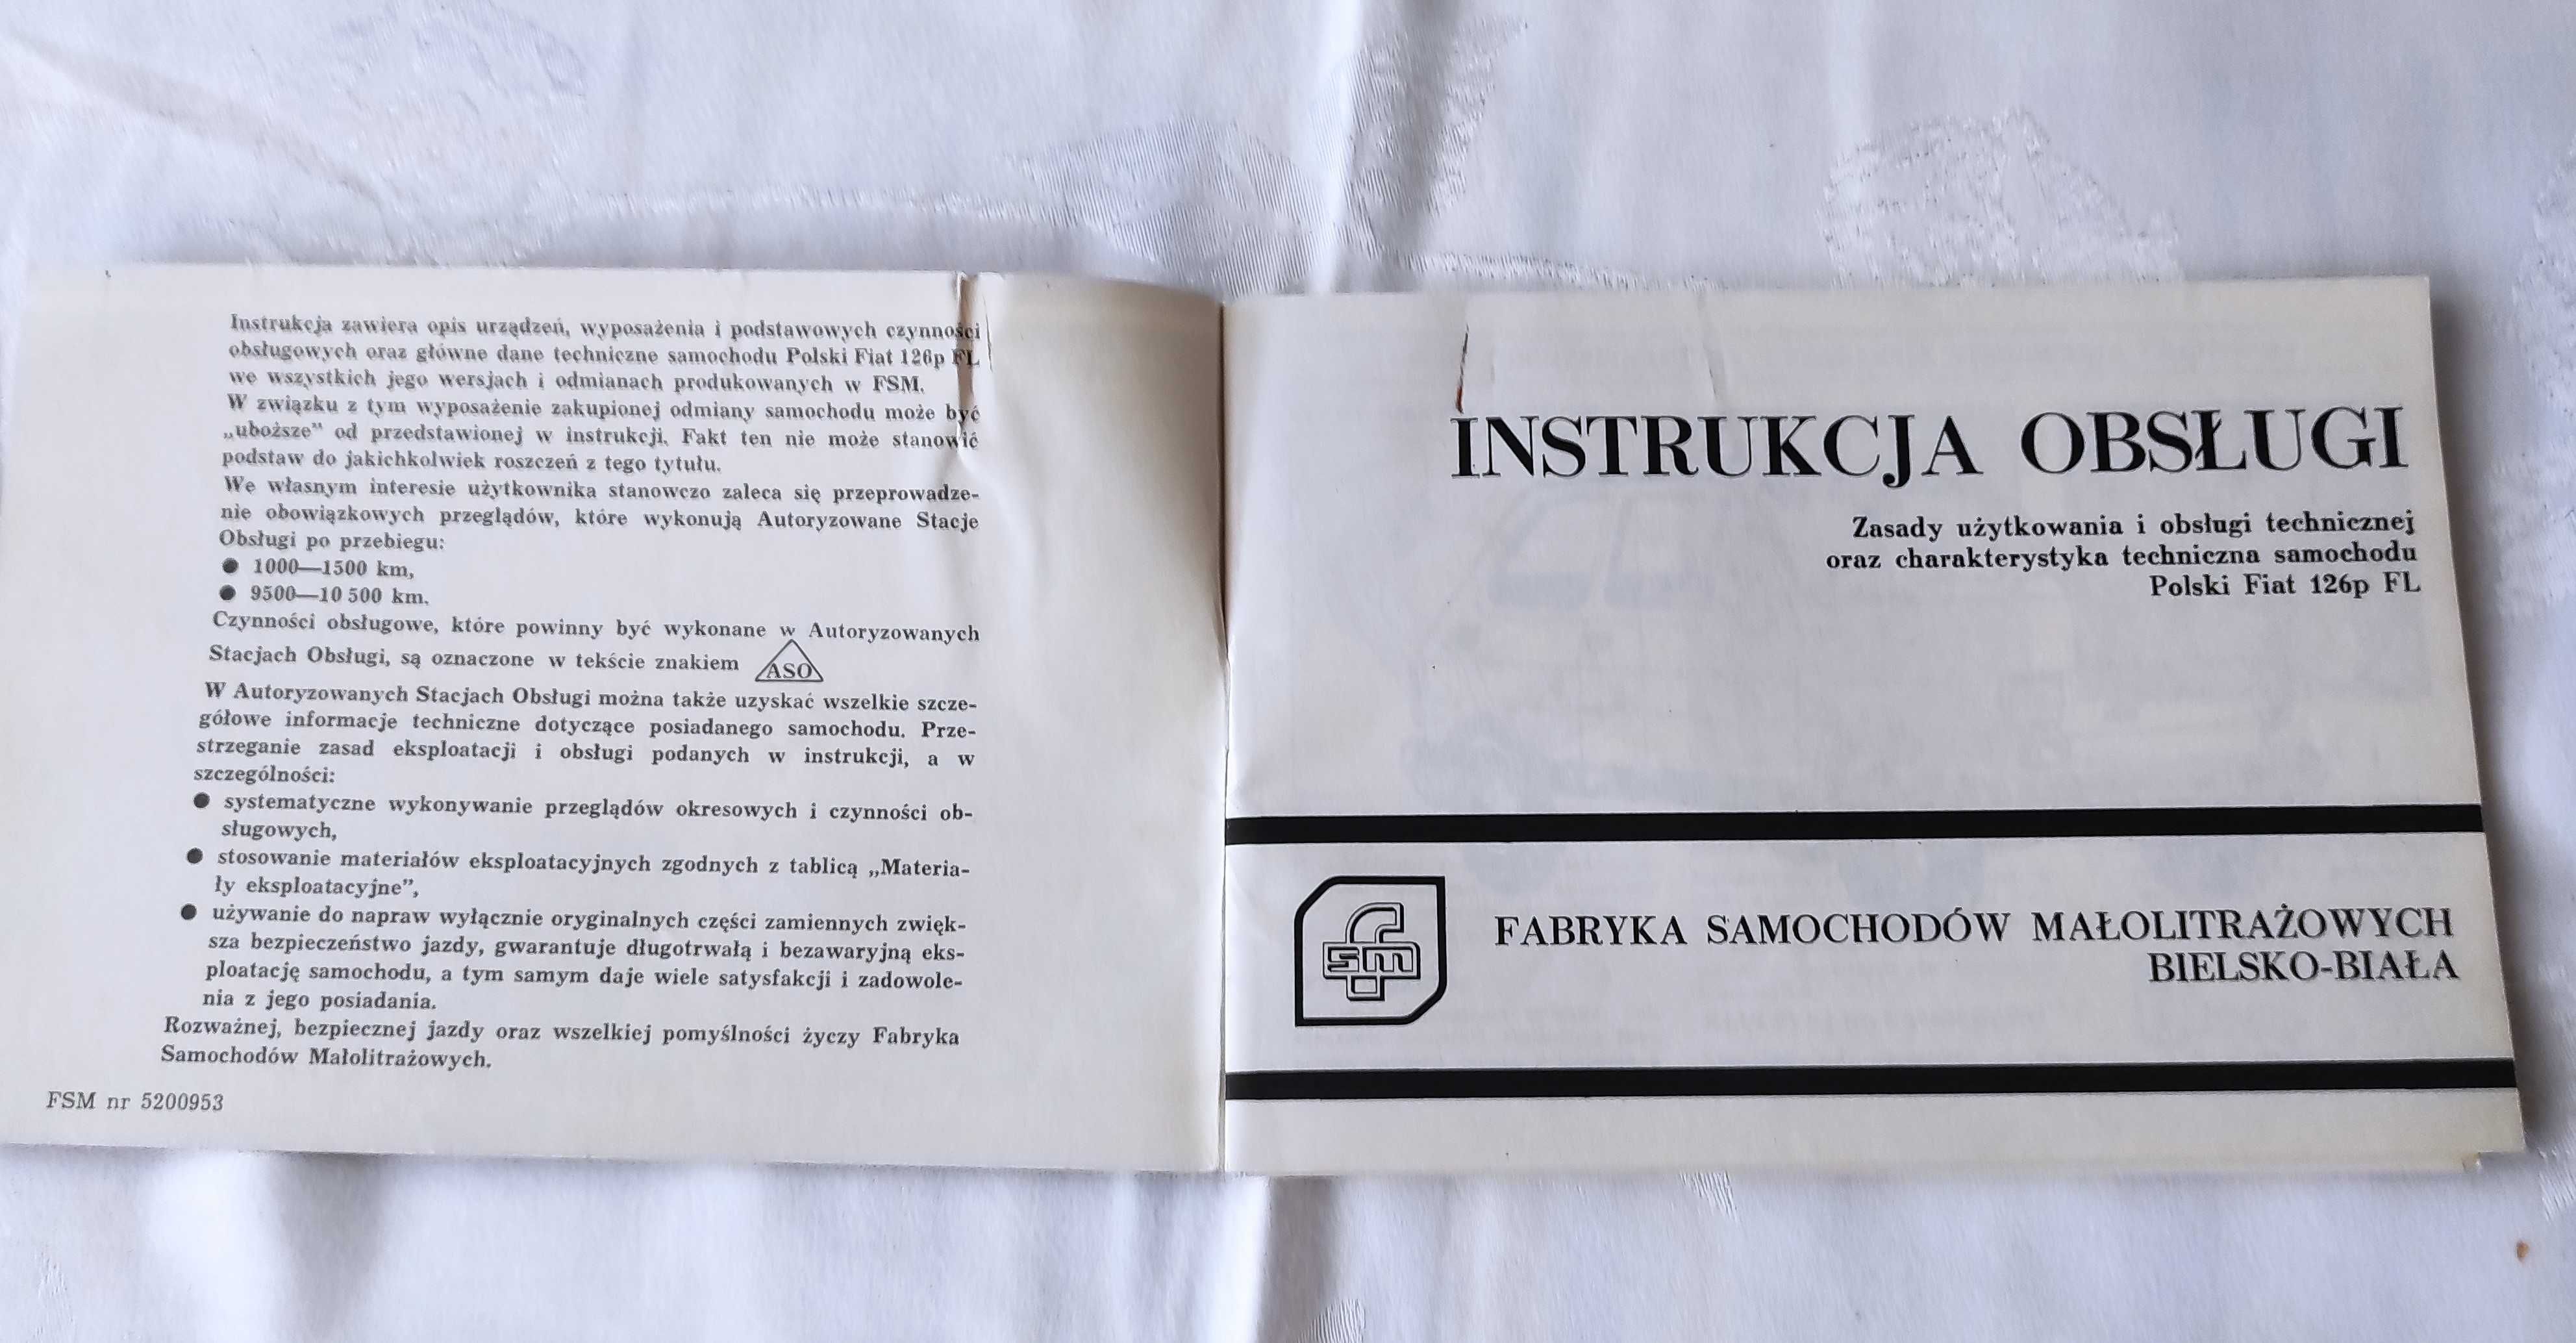 Instrukcja zawiera opis urządzeń, wyposażenia i podstawowych czynności
obsługowych oraz główne dane techniczne samochodu Polski Fiat 126p FL
we wszystkich jego wersjach i odmianach produkowanych w FSM.
W związku z tym wyposażenie zakupionej odmiany samochodu może być
„uboższe” od przedstawionej w instrukcji. Fakt ten nie może stanowić
podstaw do jakichkolwiek roszczeń z tego tytułu.
We własnym interesie użytkownika stanowczo zaleca się przeprowadze-
nie obowiązkowych przeglądów, które wykonują Autoryzowane Stacje
Obsługi po przebiegu:
● 1000—1500 km,
● 9500—10 500 km.
Czynności obsługowe, które powinny być wykonane w Autoryzowanych
Stacjach Obsługi, są oznaczone w tekście znakiem ASO
W Autoryzowanych Stacjach Obsługi można także uzyskać wszelkie szcze-
gółowe informacje techniczne dotyczące posiadanego samochodu. Prze-
strzeganie zasad eksploatacji i obsługi podanych w instrukcji, a w
szczególności:
● systematyczne wykonywanie przeglądów okresowych i czynności ob-
sługowych,
● stosowanie materiałów eksploatacyjnych zgodnych z tablicą „Materia-
ły eksploatacyjne”,
● używanie do napraw wyłącznie oryginalnych części zamiennych zwięk-
sza bezpieczeństwo jazdy, gwarantuje długotrwałą i bezawaryjną eks-
ploatację samochodu, a tym samym daje wiele satysfakcji i zadowole-
nia z jego posiadania.
Rozważnej, bezpiecznej jazdy oraz wszelkiej pomyślności życzy Fabryka
Samochodów Małolitrażowych.
FSM nr 5200953
INSTRUKCJA OBSŁUGI
Zasady użytkowania i obsługi technicznej
oraz charakterystyka techniczna samochodu
Polski Fiat 126p FL
fsm
FABRYKA SAMOCHODÓW MAŁOLITRAŻOWYCH
BIELSKO-BIAŁA